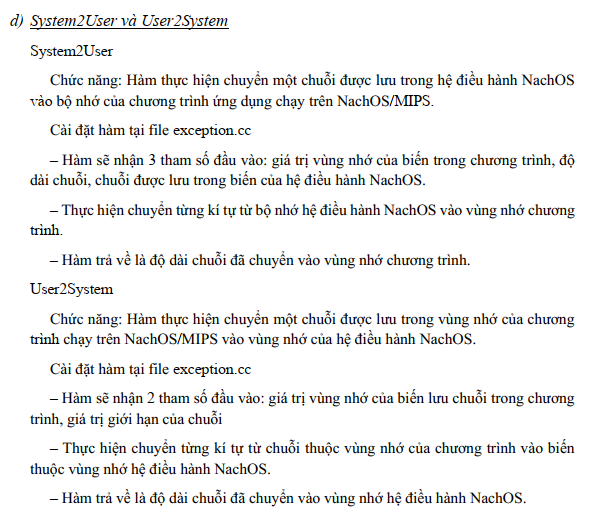 d) System2User và User2System
System2User
Chức năng: Hàm thực hiện chuyển một chuỗi được lưu trong hệ điều hành NachOS
vào bộ nhớ của chương trình ứng dụng chạy trên NachOS/MIPS.
Cài đặt hàm tại file exception.cc
– Hàm sẽ nhận 3 tham số đầu vào: giá trị vùng nhớ của biến trong chương trình, độ
dài chuỗi, chuỗi được lưu trong biến của hệ điều hành NachOS.
– Thực hiện chuyển từng kí tự từ bộ nhớ hệ điều hành NachOS vào vùng nhớ chương
trình.
– Hàm trả về là độ dài chuỗi đã chuyển vào vùng nhớ chương trình.
User2System
Chức năng: Hàm thực hiện chuyển một chuỗi được lưu trong vùng nhớ của chương
trình chạy trên NachOS/MIPS vào vùng nhớ của hệ điều hành NachOS.
Cài đặt hàm tại file exception.cc
– Hàm sẽ nhận 2 tham số đầu vào: giá trị vùng nhớ của biến lưu chuỗi trong chương
trình, giá trị giới hạn của chuỗi
– Thực hiện chuyển từng kí tự từ chuỗi thuộc vùng nhớ của chương trình vào biến
thuộc vùng nhớ hệ điều hành NachOS.
– Hàm trả về là độ dài chuỗi đã chuyển vào vùng nhớ hệ điều hành NachOS.